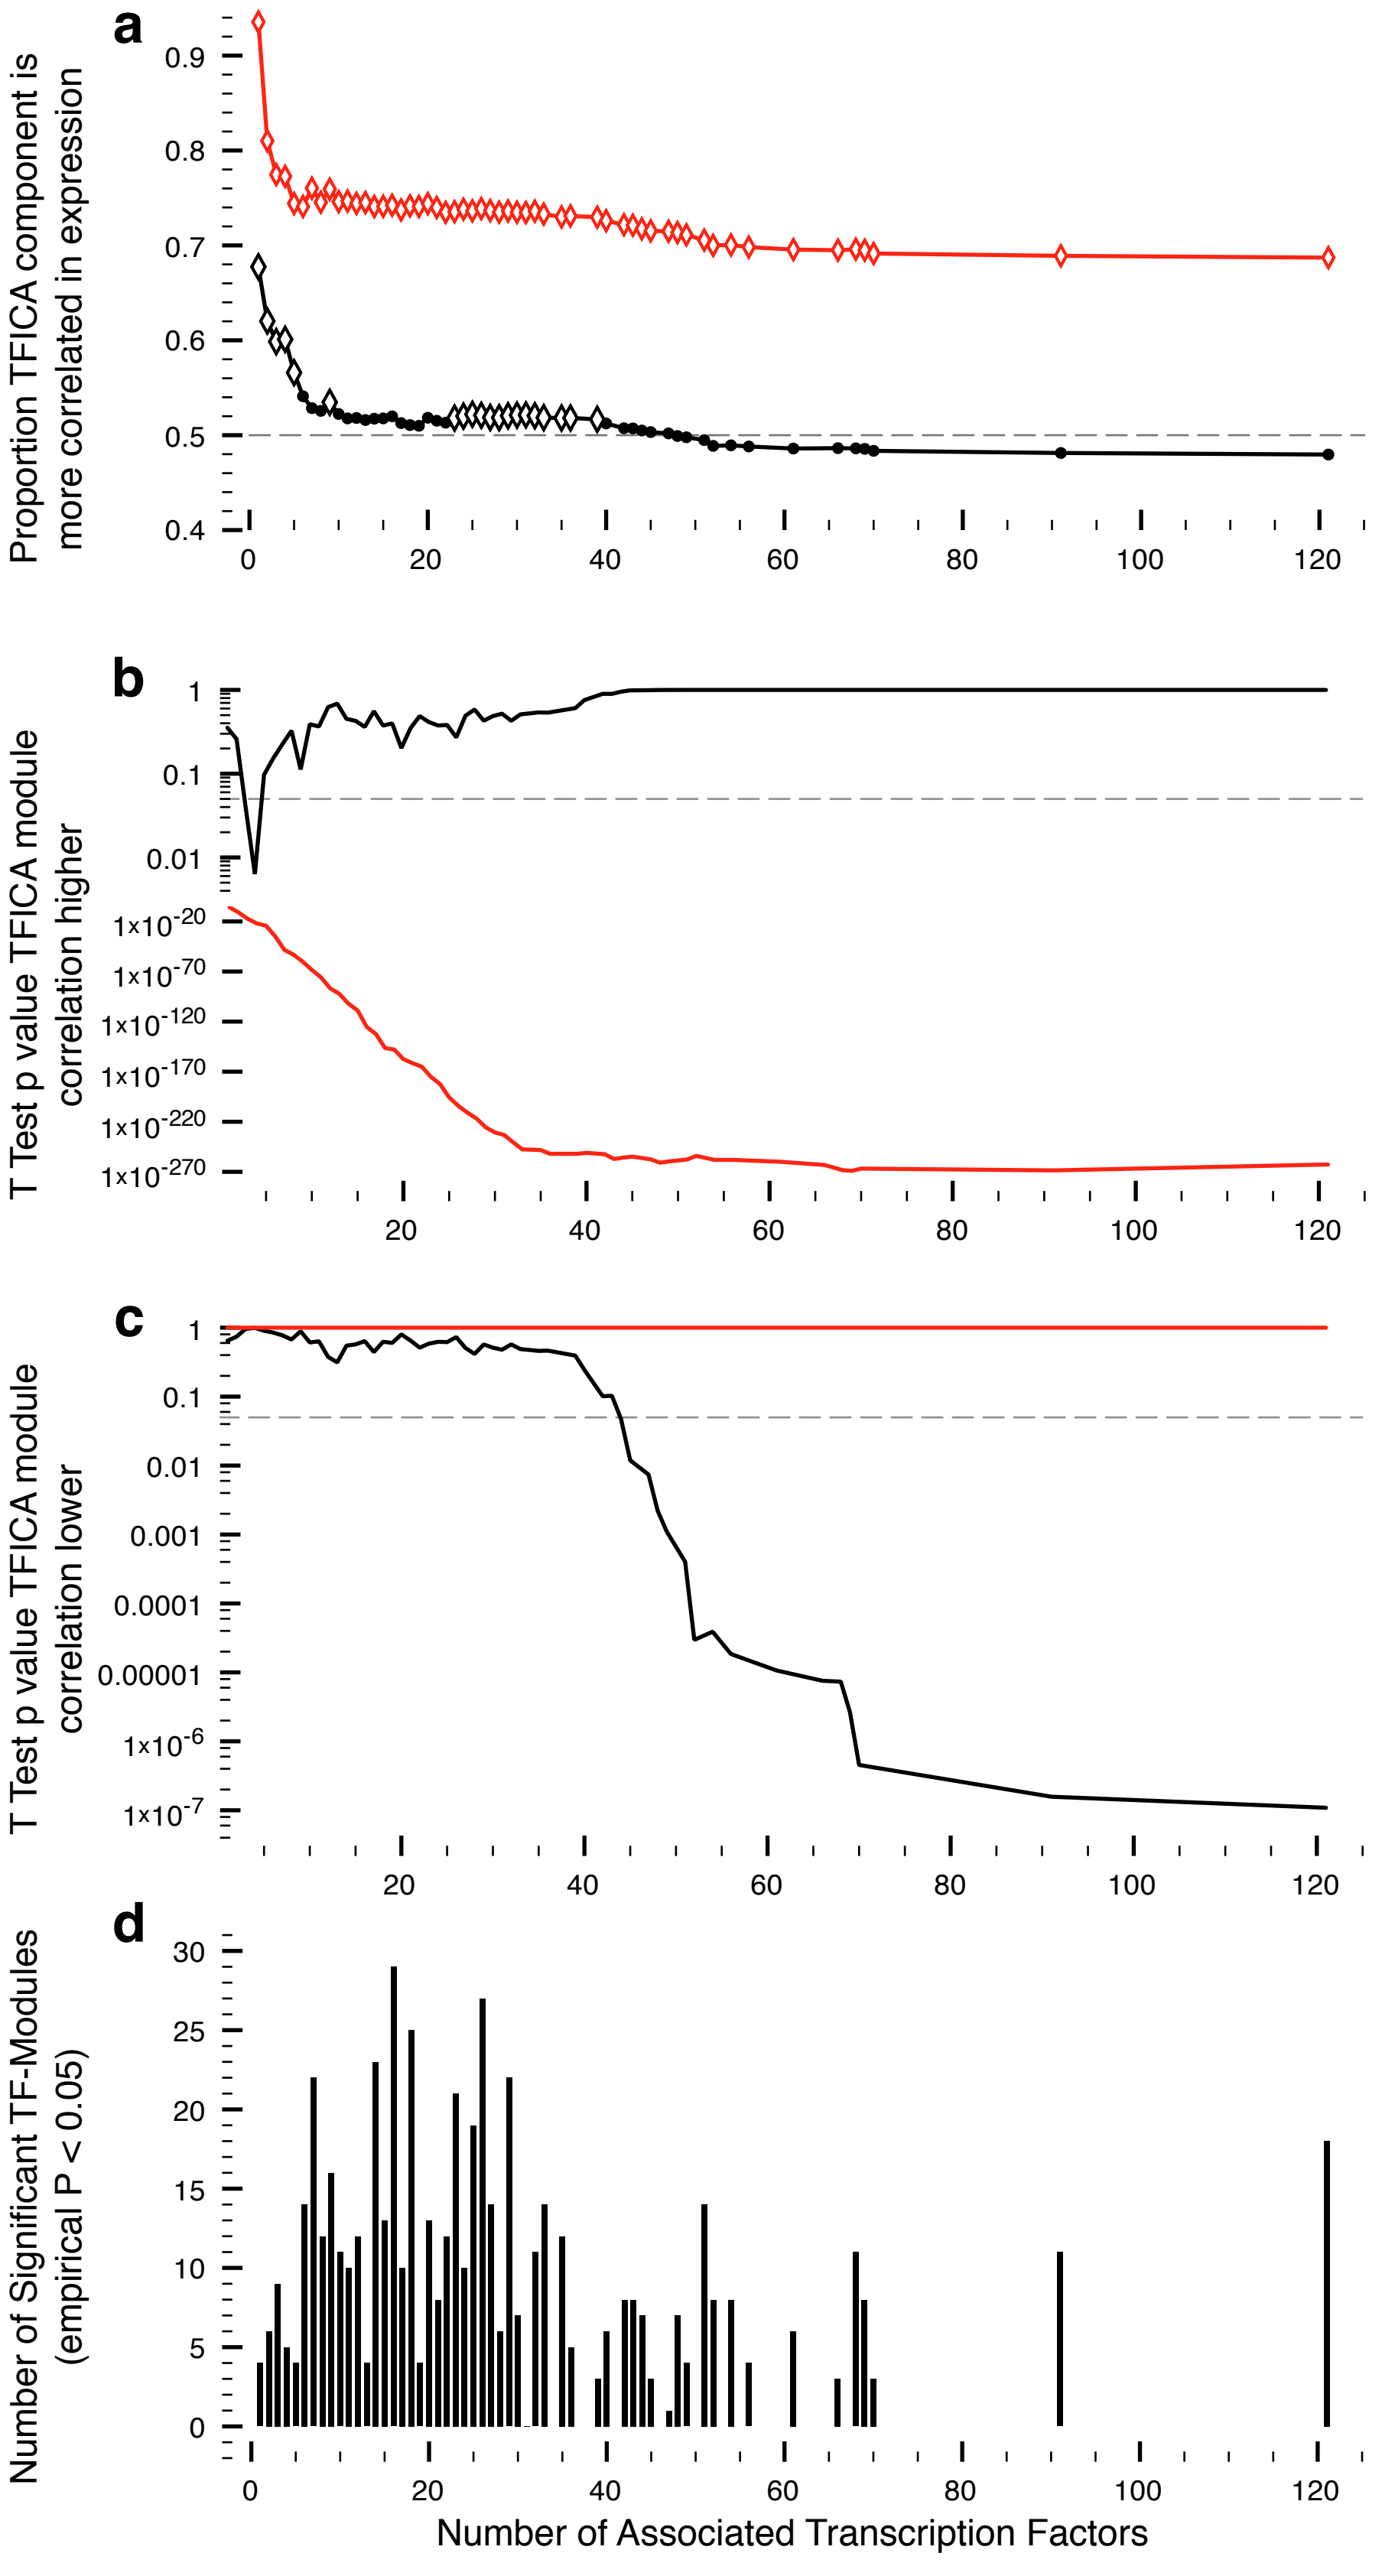 a
Proportion TFICA component is
more correlated in expression
0.9
0.8
0.7
0.6
0.5
0.4
0 20 40 60 80 100 120
b
T Test p value TFICA module
correlation higher
1
0.1
0.01
1x10-20
1x10-70
1x10-120
1x10-170
1x10-220
1x10-270
20 40 60 80 100 120
c
T Test p value TFICA module
correlation lower
1
0.1
0.01
0.001
0.0001
0.00001
1x10-6
1x10-7
20 40 60 80 100 120
d
Number of Significant TF-Modules
(empirical P < 0.05)
30
25
20
15
10
5
0
0 20 40 60 80 100 120
Number of Associated Transcription Factors